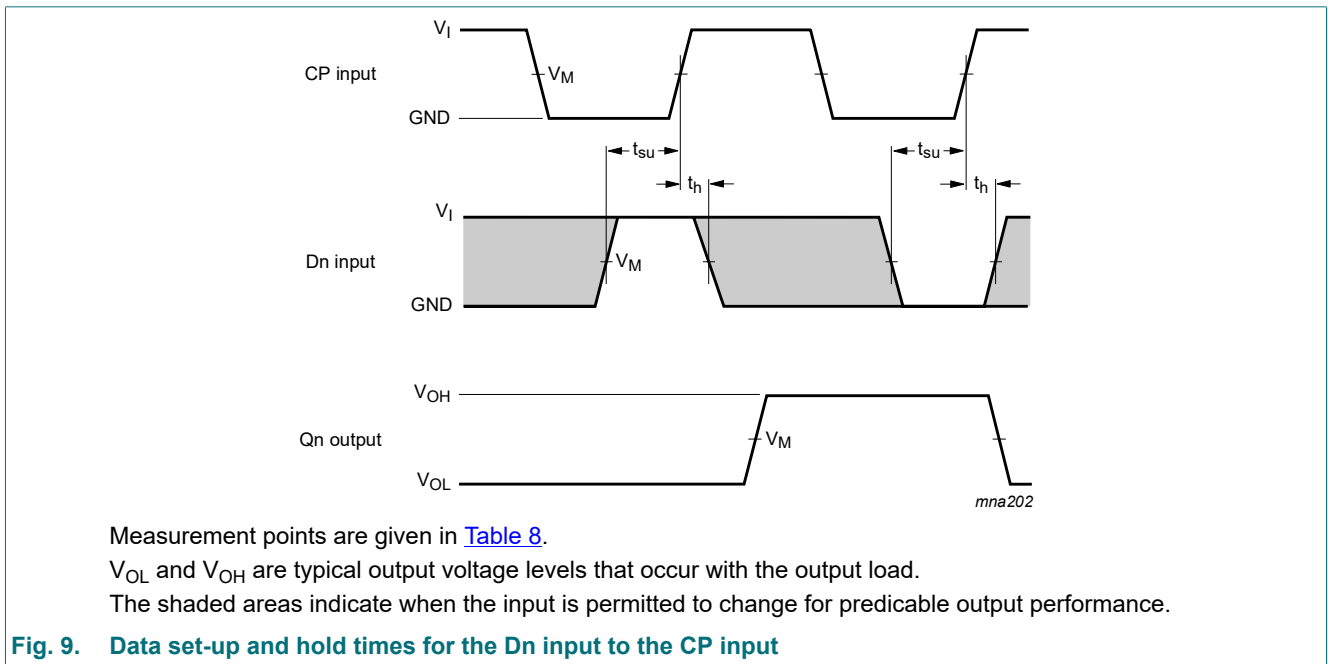 VI
CP input
VM
GND
tsu
tsu
th
th
VI
Dn input
VM
GND
VOH
Qn output
VM
VOL
mna202
Measurement points are given in Table 8.
VOL and VOH are typical output voltage levels that occur with the output load.
The shaded areas indicate when the input is permitted to change for predicable output performance.
Fig. 9. Data set-up and hold times for the Dn input to the CP input